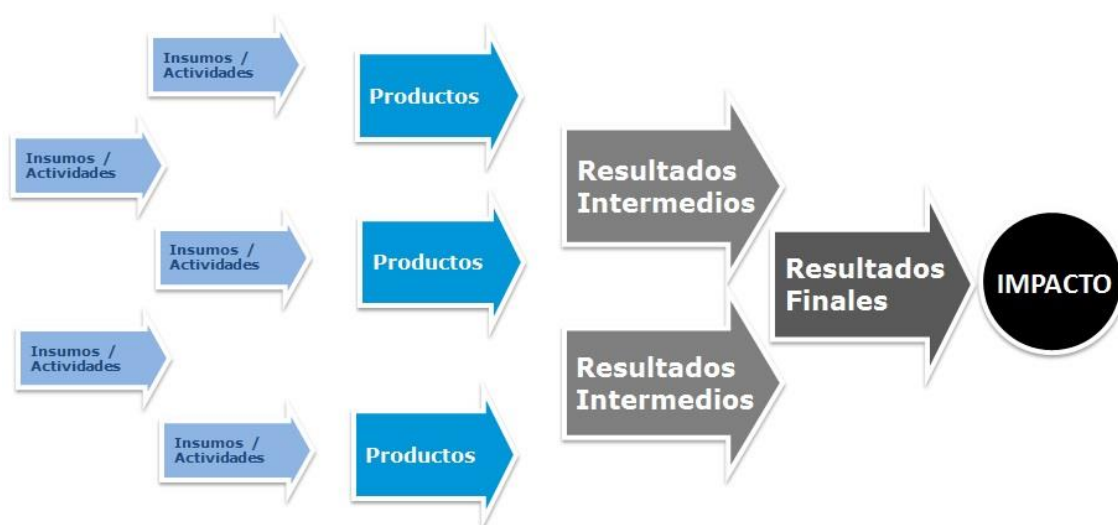 Insumos /
Actividades
Insumos /
Actividades
Insumos /
Actividades
Insumos /
Actividades
Insumos /
Actividades
Productos
Productos
Productos
Resultados
Intermedios
Resultados
Intermedios
Resultados
Finales
IMPACTO